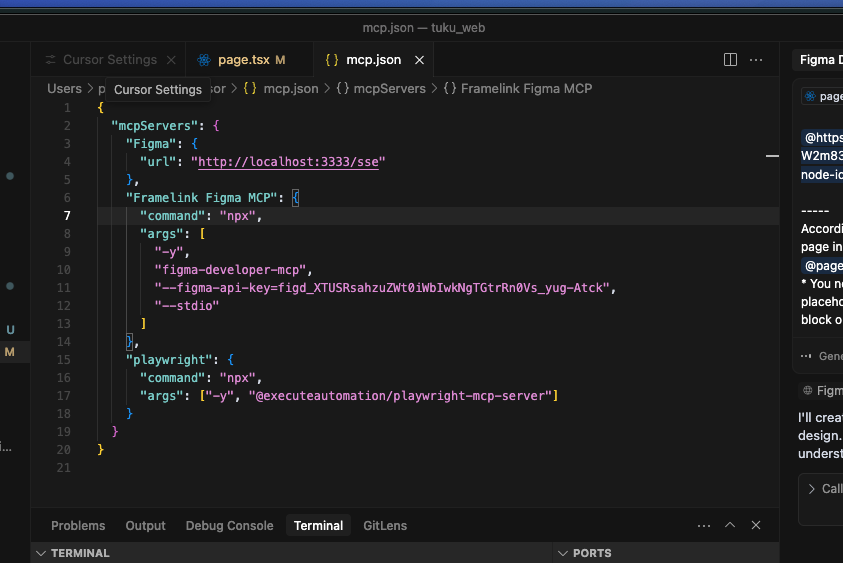 mcp.json — tuku_web
Cursor Settings
page.tsx M
{ } mcp.json
Users > p
Cursor Settings
sor > { } mcp.json > { } mcpServers > { } Framelink Figma MCP
1 {
2 "mcpServers": {
3 "Figma": {
4 "url": "http://localhost:3333/sse"
5 },
6 "Framelink Figma MCP": {
7 "command": "npx",
8 "args": [
9 "-y",
10 "figma-developer-mcp",
11 "--figma-api-key=figd_XTUSRsahzuZWt0iWbIwkNgTGtrRn0Vs_yug-Atck",
12 "--stdio"
13 ]
14 },
15 "playwright": {
16 "command": "npx",
17 "args": ["-y", "@executeautomation/playwright-mcp-server"]
18 }
19 }
20 }
21
U
M
Problems Output Debug Console Terminal GitLens
TERMINAL
PORTS
Figma D
page
@https
W2m83
node-id
-----
Accordi
page in
@page
* You ne
placeho
block o
Gene
Figm
I'll crea
design.
underst
Call